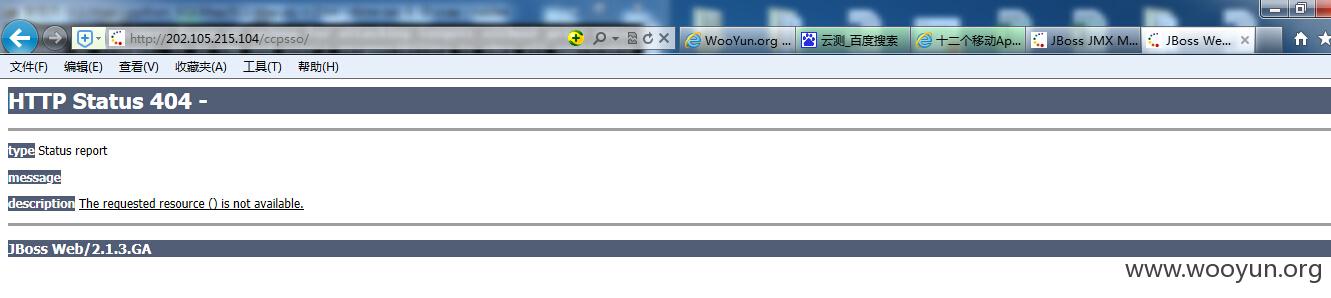 http://202.105.215.104/ccpsso/
WooYun.org ...
云测_百度搜索
十二个移动Ap...
JBoss JMX M...
JBoss We...
文件(F) 编辑(E) 查看(V) 收藏夹(A) 工具(T) 帮助(H)
HTTP Status 404 -
type Status report
message
description The requested resource () is not available.
JBoss Web/2.1.3.GA
www.wooyun.org